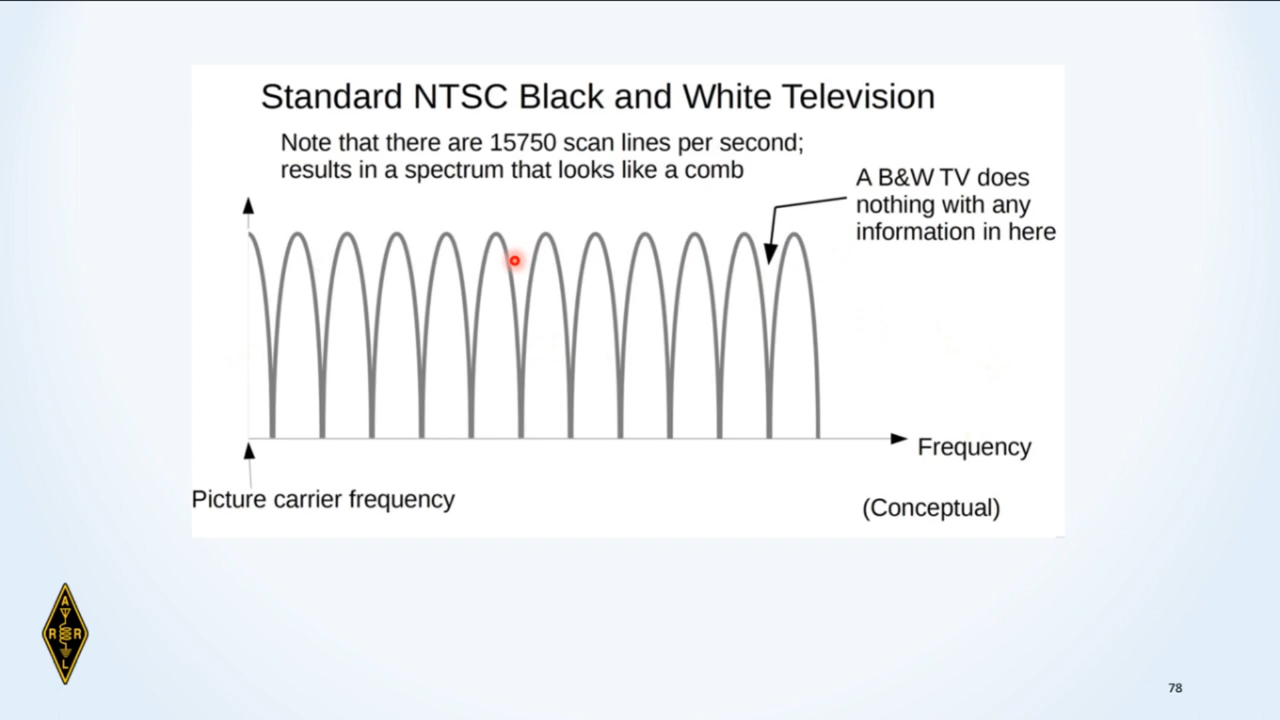 Standard NTSC Black and White Television
Note that there are 15750 scan lines per second;
results in a spectrum that looks like a comb
A B&W TV does
nothing with any
information in here
Frequency
Picture carrier frequency
(Conceptual)
A
R R
L
78